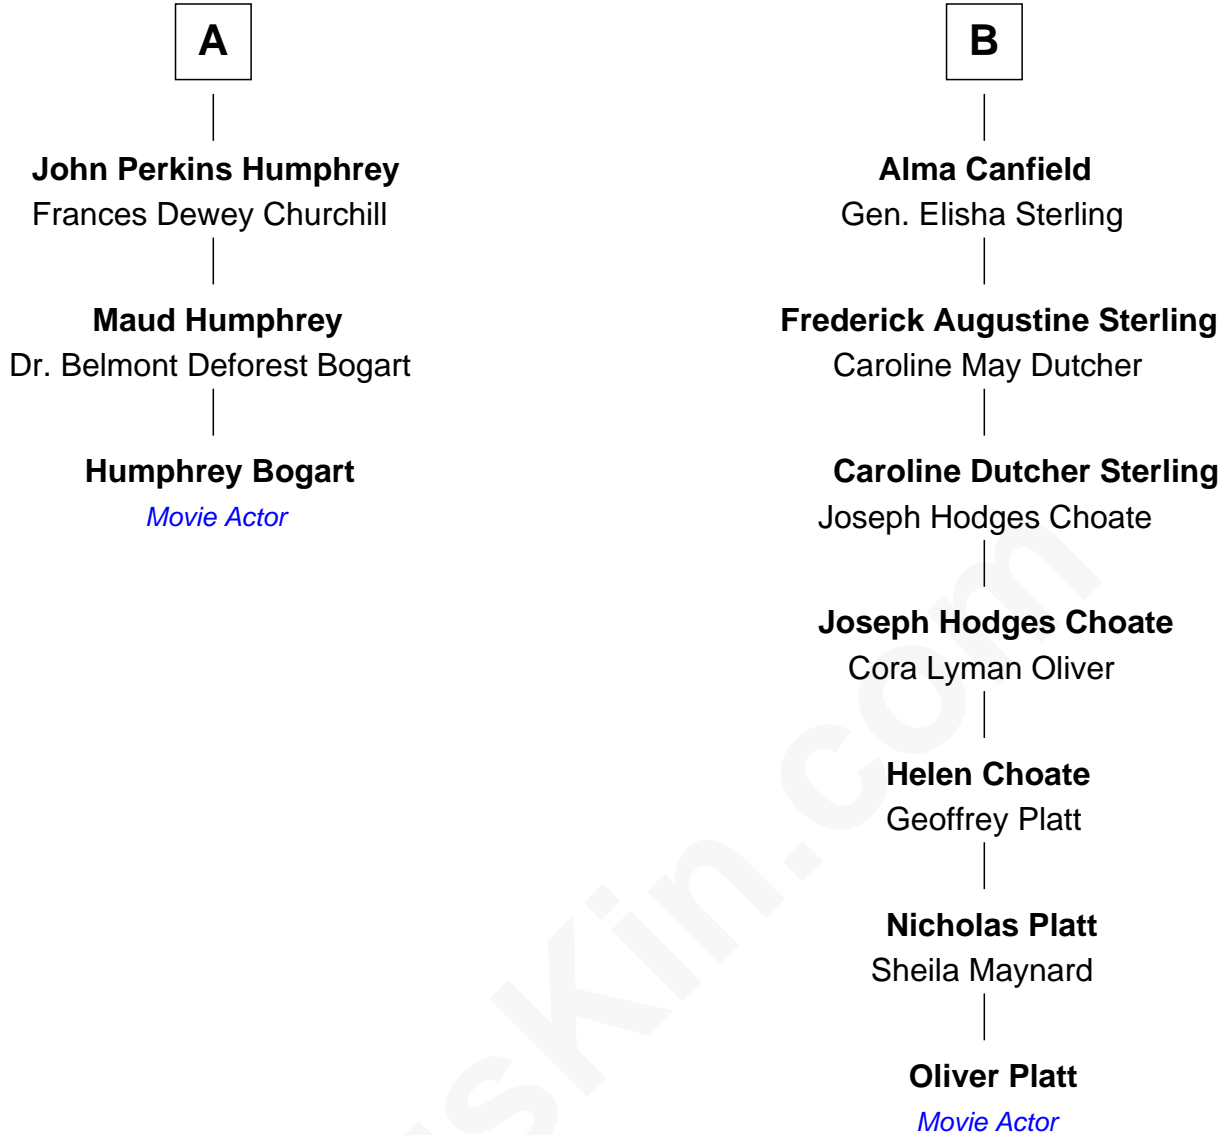 A
John Perkins Humphrey
Frances Dewey Churchill
Maud Humphrey
Dr. Belmont Deforest Bogart
Humphrey Bogart
Movie Actor
B
Alma Canfield
Gen. Elisha Sterling
Frederick Augustine Sterling
Caroline May Dutcher
Caroline Dutcher Sterling
Joseph Hodges Choate
Joseph Hodges Choate
Cora Lyman Oliver
Helen Choate
Geoffrey Platt
Nicholas Platt
Sheila Maynard
Oliver Platt
Movie Actor